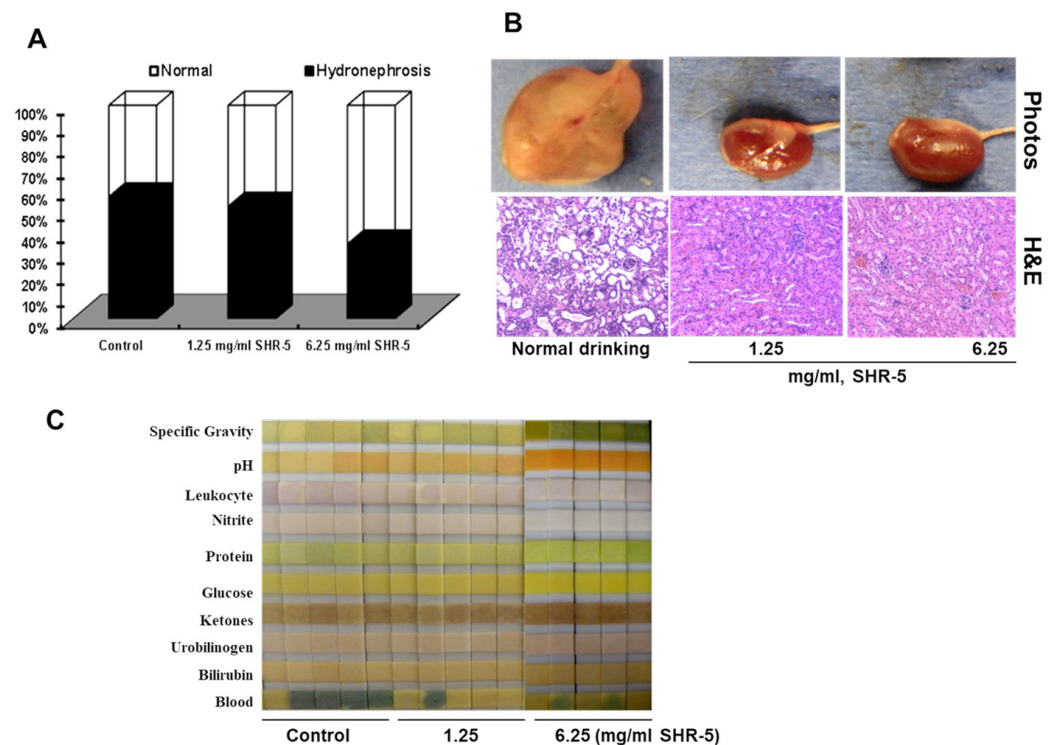 A
Normal Hydronephrosis
100%
90%
80%
70%
60%
50%
40%
30%
20%
10%
0%
Control 1.25 mg/ml SHR-5 6.25 mg/ml SHR-5
B
Photos
H&E
Normal drinking 1.25 6.25
mg/ml, SHR-5
C
Specific Gravity
pH
Leukocyte
Nitrite
Protein
Glucose
Ketones
Urobilinogen
Bilirubin
Blood
Control 1.25 6.25 (mg/ml SHR-5)